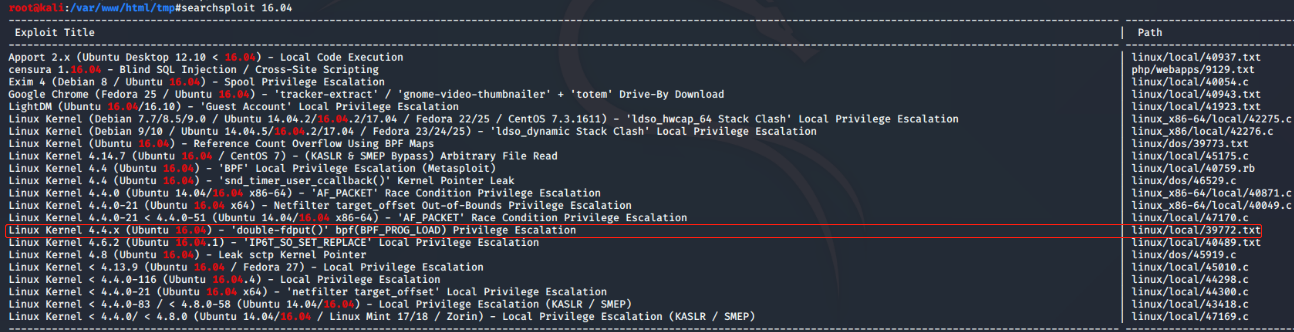 root@kali:/var/www/html/tmp#searchsploit 16.04
Exploit Title | Path
Apport 2.x (Ubuntu Desktop 12.10 < 16.04) - Local Code Execution | linux/local/40937.txt
censura 1.16.04 - Blind SQL Injection / Cross-Site Scripting | php/webapps/9129.txt
Exim 4 (Debian 8 / Ubuntu 16.04) - Spool Privilege Escalation | linux/local/40054.c
Google Chrome (Fedora 25 / Ubuntu 16.04) - 'tracker-extract' / 'gnome-video-thumbnailer' + 'totem' Drive-By Download | linux/local/40943.txt
LightDM (Ubuntu 16.04/16.10) - 'Guest Account' Local Privilege Escalation | linux/local/41923.txt
Linux Kernel (Debian 7.7/8.5/9.0 / Ubuntu 14.04.2/16.04.2/17.04 / Fedora 22/25 / CentOS 7.3.1611) - 'ldso_hwcap_64 Stack Clash' Local Privilege Escalation | linux_x86-64/local/42275.c
Linux Kernel (Debian 9/10 / Ubuntu 14.04.5/16.04.2/17.04 / Fedora 23/24/25) - 'ldso_dynamic Stack Clash' Local Privilege Escalation | linux_x86/local/42276.c
Linux Kernel (Ubuntu 16.04) - Reference Count Overflow Using BPF Maps | linux/dos/39773.txt
Linux Kernel 4.14.7 (Ubuntu 16.04 / CentOS 7) - (KASLR & SMEP Bypass) Arbitrary File Read | linux/local/45175.c
Linux Kernel 4.4 (Ubuntu 16.04) - 'BPF' Local Privilege Escalation (Metasploit) | linux/local/40759.rb
Linux Kernel 4.4 (Ubuntu 16.04) - 'snd_timer_user_ccallback()' Kernel Pointer Leak | linux/dos/46529.c
Linux Kernel 4.4.0 (Ubuntu 14.04/16.04 x86-64) - 'AF_PACKET' Race Condition Privilege Escalation | linux_x86-64/local/40871.c
Linux Kernel 4.4.0-21 (Ubuntu 16.04 x64) - Netfilter target_offset Out-of-Bounds Privilege Escalation | linux_x86-64/local/40049.c
Linux Kernel 4.4.0-21 < 4.4.0-51 (Ubuntu 14.04/16.04 x86-64) - 'AF_PACKET' Race Condition Privilege Escalation | linux/local/47170.c
Linux Kernel 4.4.x (Ubuntu 16.04) - 'double-fdput()' bpf(BPF_PROG_LOAD) Privilege Escalation | linux/local/39772.txt
Linux Kernel 4.6.2 (Ubuntu 16.04.1) - 'IP6T_SO_SET_REPLACE' Local Privilege Escalation | linux/local/40489.txt
Linux Kernel 4.8 (Ubuntu 16.04) - Leak sctp Kernel Pointer | linux/dos/45919.c
Linux Kernel < 4.13.9 (Ubuntu 16.04 / Fedora 27) - Local Privilege Escalation | linux/local/45010.c
Linux Kernel < 4.4.0-116 (Ubuntu 16.04.4) - Local Privilege Escalation | linux/local/44298.c
Linux Kernel < 4.4.0-21 (Ubuntu 16.04 x64) - 'netfilter target_offset' Local Privilege Escalation | linux/local/44300.c
Linux Kernel < 4.4.0-83 / < 4.8.0-58 (Ubuntu 14.04/16.04) - Local Privilege Escalation (KASLR / SMEP) | linux/local/43418.c
Linux Kernel < 4.4.0/ < 4.8.0 (Ubuntu 14.04/16.04 / Linux Mint 17/18 / Zorin) - Local Privilege Escalation (KASLR / SMEP) | linux/local/47169.c